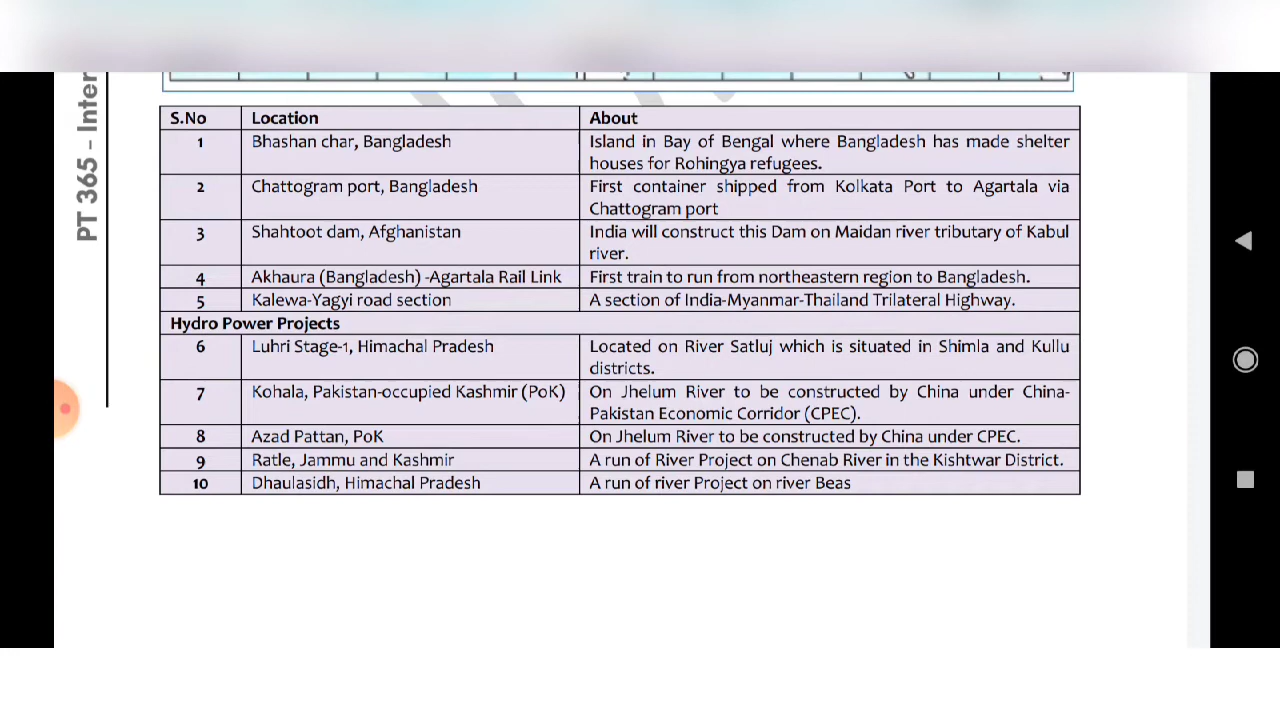 PT 365 - Inter
S.No Location About
1 Bhashan char, Bangladesh Island in Bay of Bengal where Bangladesh has made shelter
houses for Rohingya refugees.
2 Chattogram port, Bangladesh First container shipped from Kolkata Port to Agartala via
Chattogram port
3 Shahtoot dam, Afghanistan India will construct this Dam on Maidan river tributary of Kabul
river.
4 Akhaura (Bangladesh) -Agartala Rail Link First train to run from northeastern region to Bangladesh.
5 Kalewa-Yagyi road section A section of India-Myanmar-Thailand Trilateral Highway.
Hydro Power Projects
6 Luhri Stage-1, Himachal Pradesh Located on River Satluj which is situated in Shimla and Kullu
districts.
7 Kohala, Pakistan-occupied Kashmir (PoK) On Jhelum River to be constructed by China under China-
Pakistan Economic Corridor (CPEC).
8 Azad Pattan, PoK On Jhelum River to be constructed by China under CPEC.
9 Ratle, Jammu and Kashmir A run of River Project on Chenab River in the Kishtwar District.
10 Dhaulasidh, Himachal Pradesh A run of river Project on river Beas